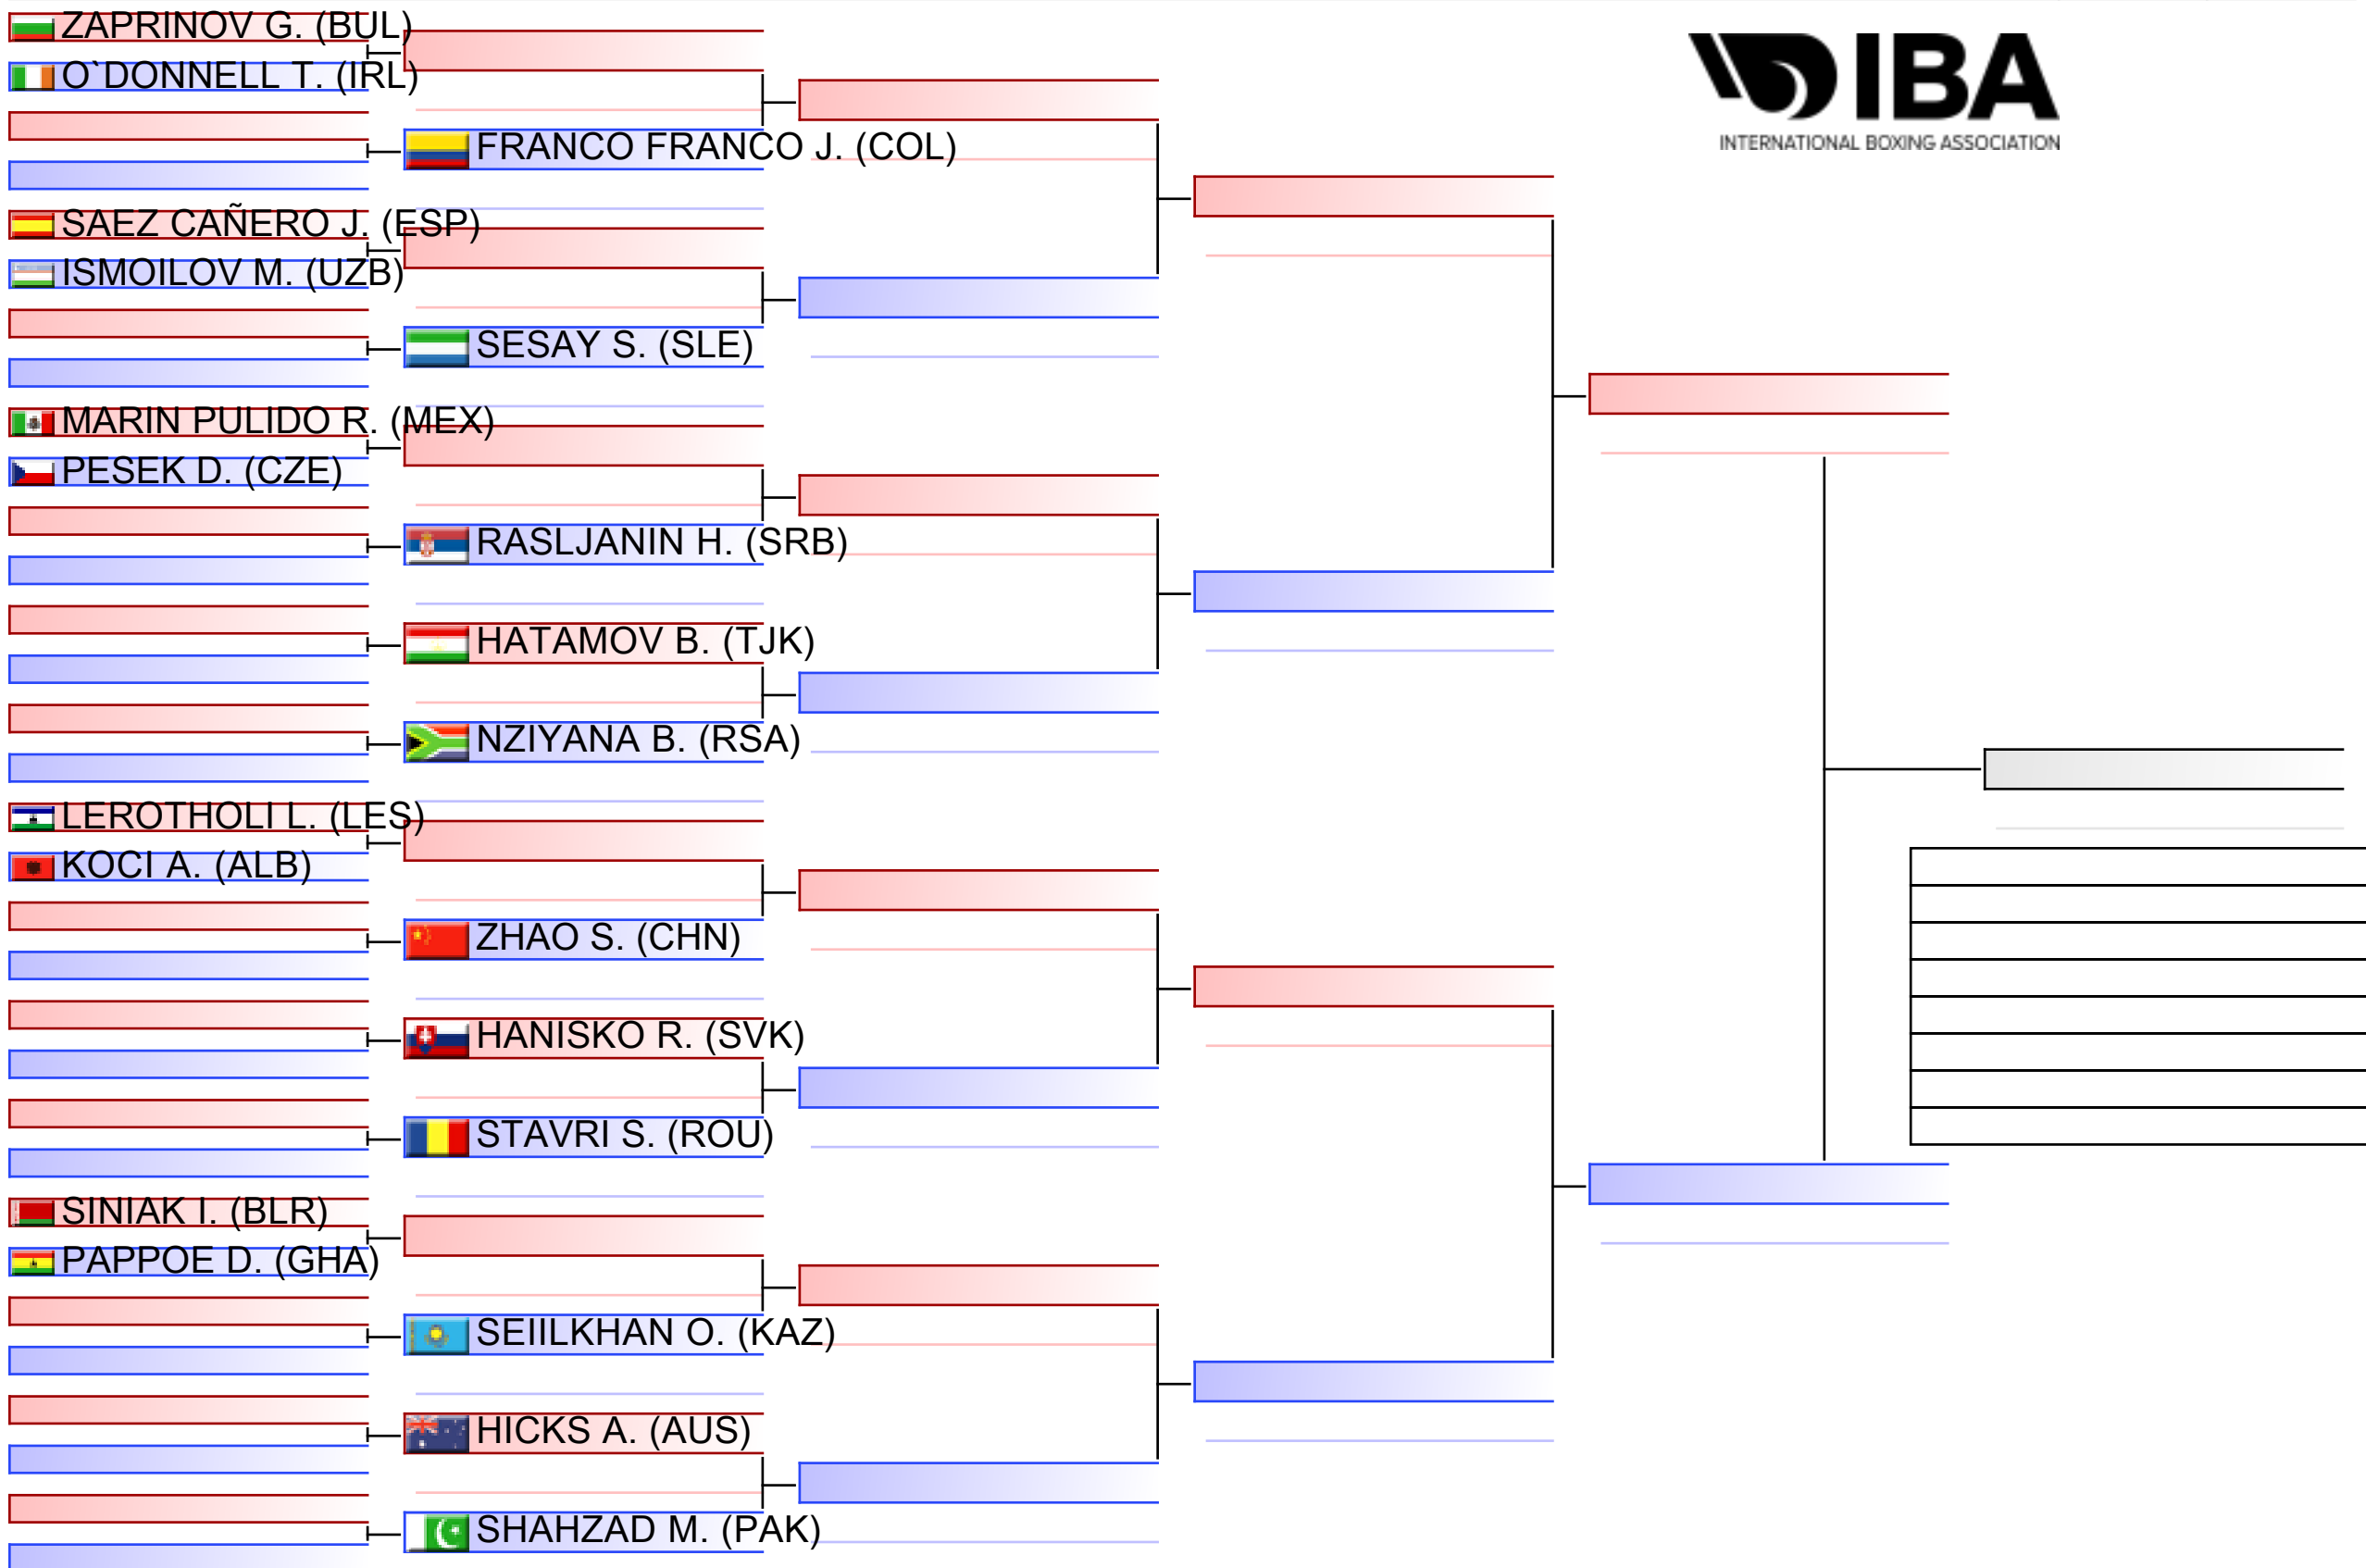 ZAPRINOV G. (BUL)
O`DONNELL T. (IRL)
IBA
INTERNATIONAL BOXING ASSOCIATION
FRANCO FRANCO J. (COL)
SAEZ CAÑERO J. (ESP)
ISMOILOV M. (UZB)
SESAY S. (SLE)
MARIN PULIDO R. (MEX)
PESEK D. (CZE)
RASLJANIN H. (SRB)
HATAMOV B. (TJK)
NZIYANA B. (RSA)
LEROTHOLI L. (LES)
KOCI A. (ALB)
ZHAO S. (CHN)
HANISKO R. (SVK)
STAVRI S. (ROU)
SINIAK I. (BLR)
PAPPOE D. (GHA)
SEIILKHAN O. (KAZ)
HICKS A. (AUS)
SHAHZAD M. (PAK)